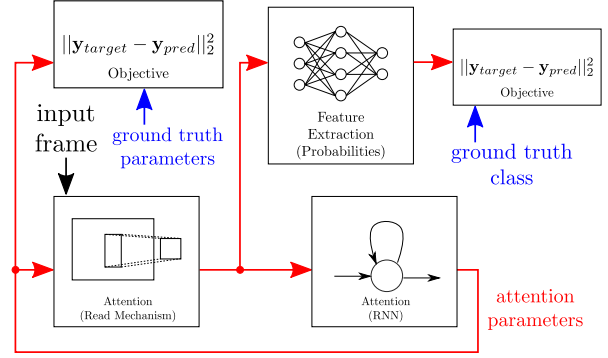 ||y_target − y_pred||₂²
Objective
input
frame
ground truth
parameters
Feature
Extraction
(Probabilities)
||y_target − y_pred||₂²
Objective
ground truth
class
Attention
(Read Mechanism)
Attention
(RNN)
attention
parameters